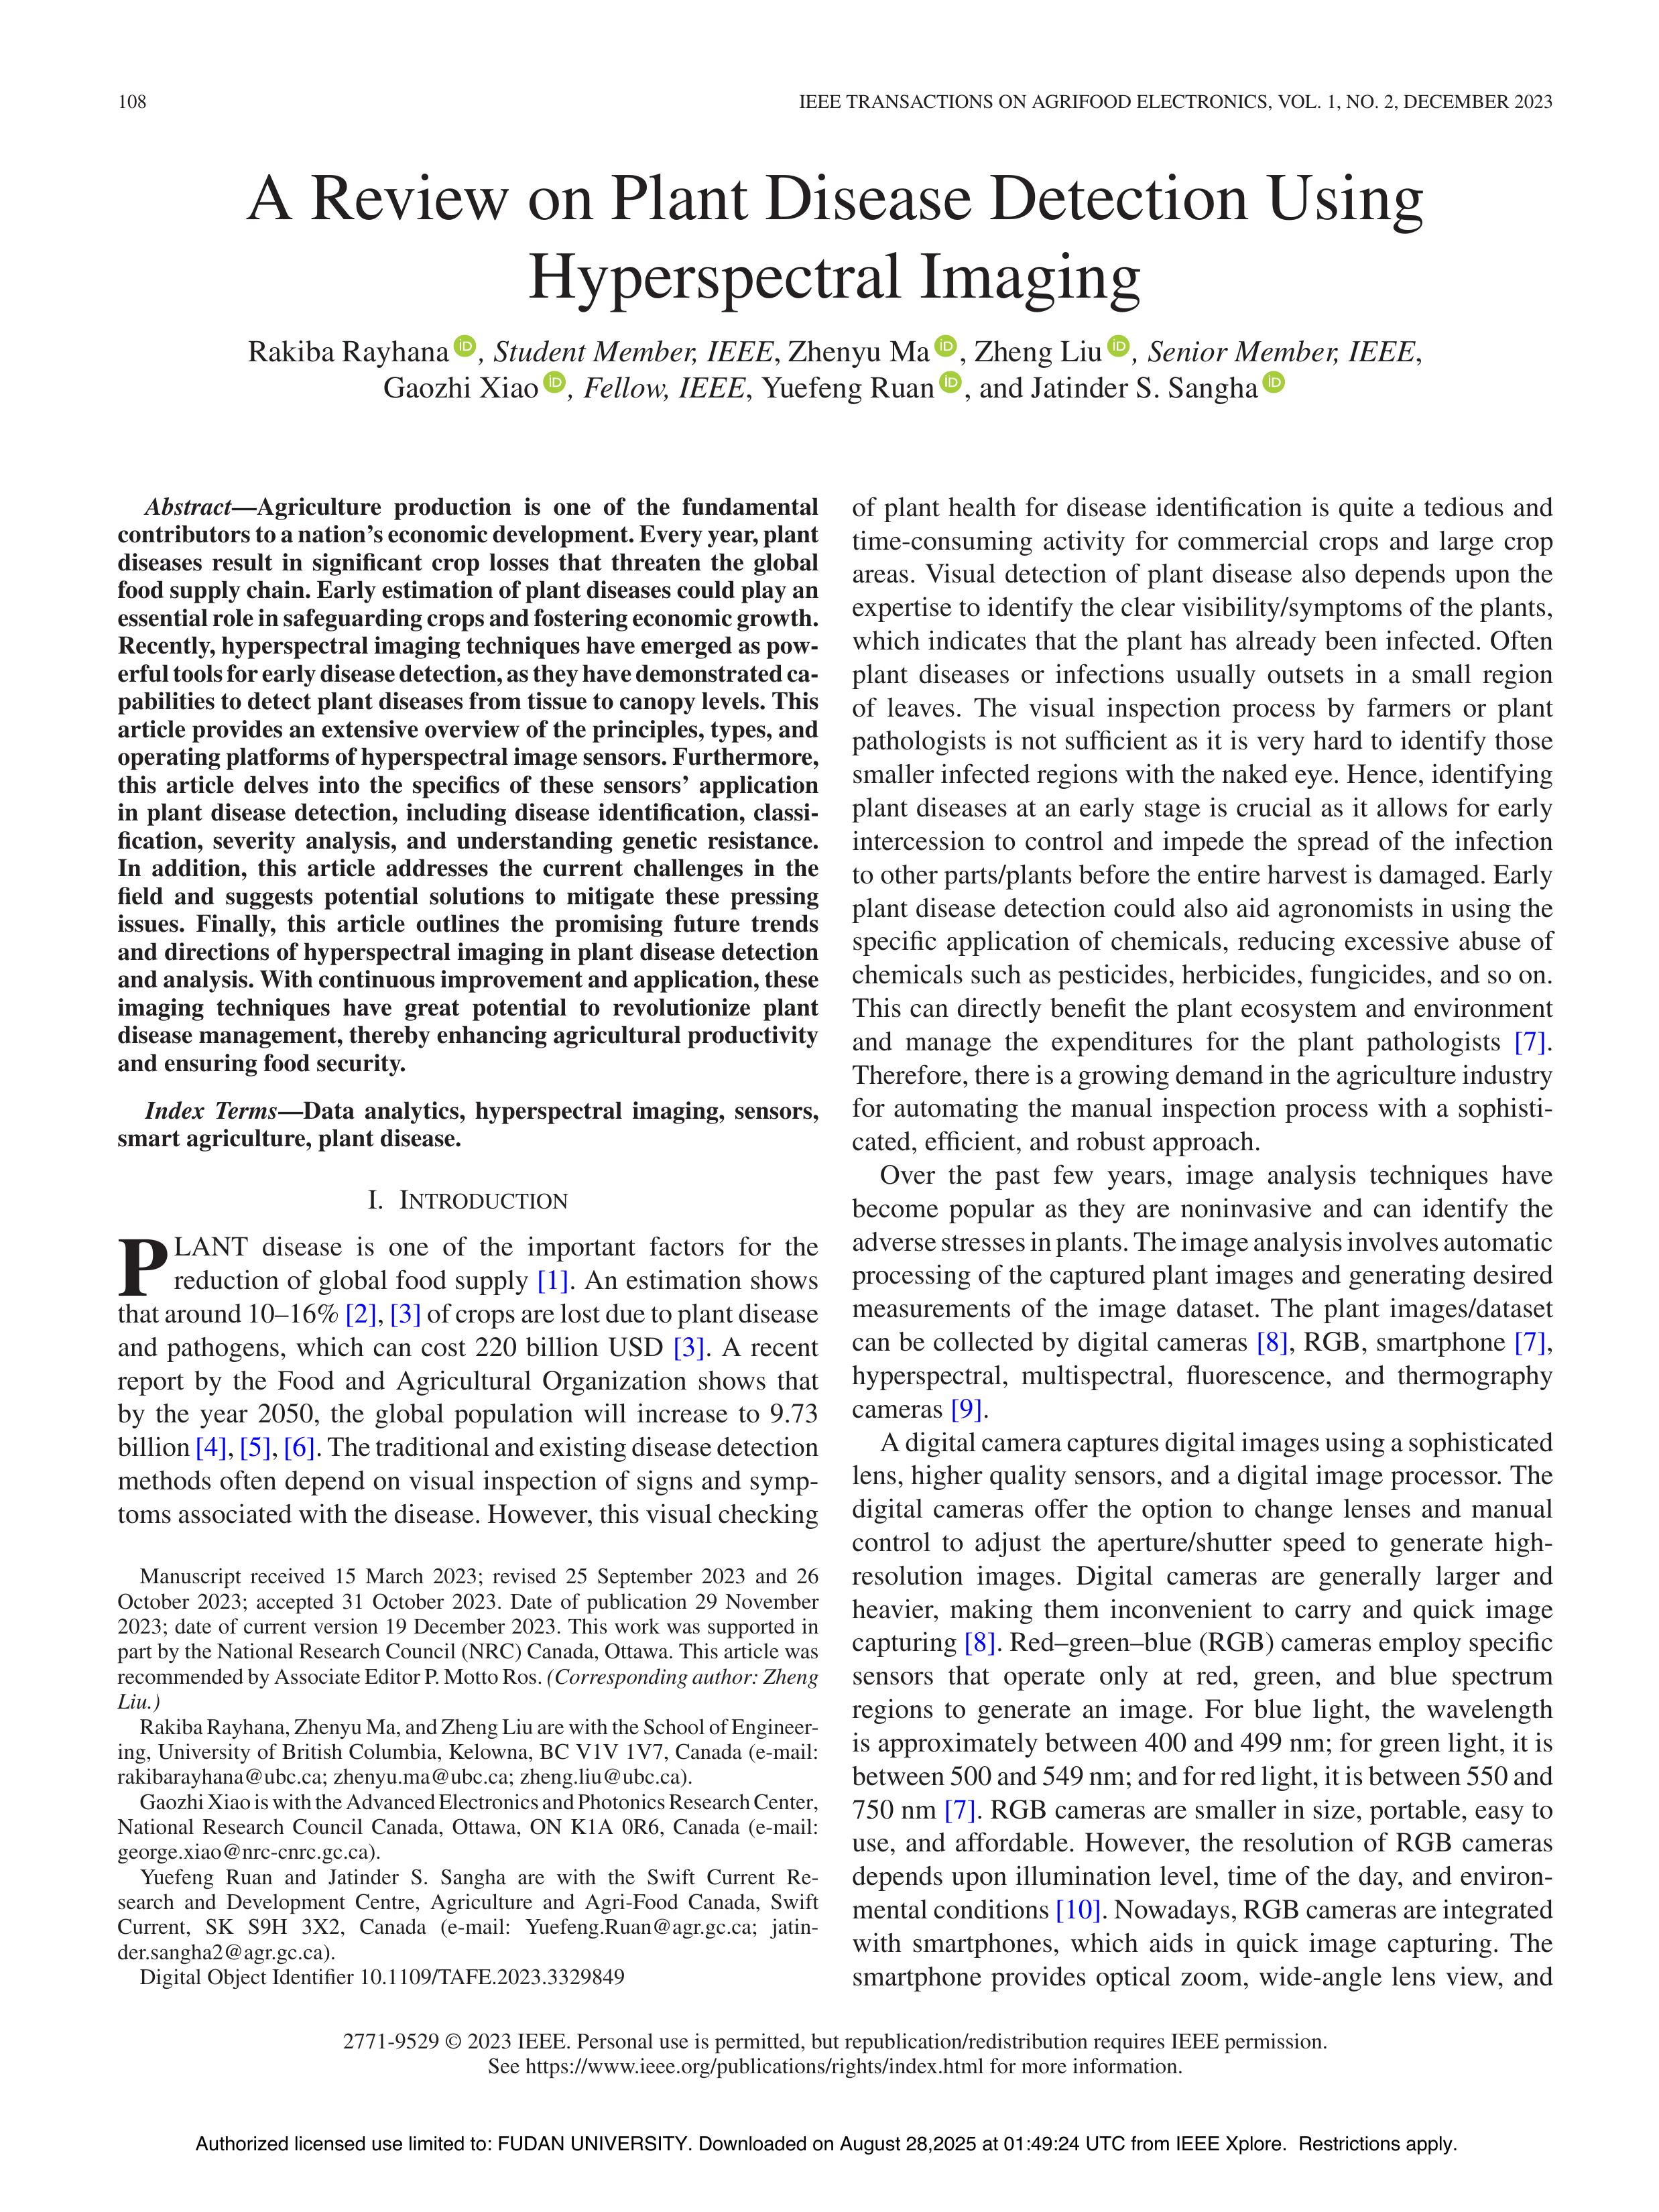 108
IEEE TRANSACTIONS ON AGRIFOOD ELECTRONICS, VOL. 1, NO. 2, DECEMBER 2023
A Review on Plant Disease Detection Using
Hyperspectral Imaging
Rakiba Rayhana, Student Member, IEEE, Zhenyu Ma, Zheng Liu, Senior Member, IEEE,
Gaozhi Xiao, Fellow, IEEE, Yuefeng Ruan, and Jatinder S. Sangha
Abstract—Agriculture production is one of the fundamental
contributors to a nation's economic development. Every year, plant
diseases result in significant crop losses that threaten the global
food supply chain. Early estimation of plant diseases could play an
essential role in safeguarding crops and fostering economic growth.
Recently, hyperspectral imaging techniques have emerged as pow-
erful tools for early disease detection, as they have demonstrated ca-
pabilities to detect plant diseases from tissue to canopy levels. This
article provides an extensive overview of the principles, types, and
operating platforms of hyperspectral image sensors. Furthermore,
this article delves into the specifics of these sensors' application
in plant disease detection, including disease identification, classi-
fication, severity analysis, and understanding genetic resistance.
In addition, this article addresses the current challenges in the
field and suggests potential solutions to mitigate these pressing
issues. Finally, this article outlines the promising future trends
and directions of hyperspectral imaging in plant disease detection
and analysis. With continuous improvement and application, these
imaging techniques have great potential to revolutionize plant
disease management, thereby enhancing agricultural productivity
and ensuring food security.
Index Terms—Data analytics, hyperspectral imaging, sensors,
smart agriculture, plant disease.
I. INTRODUCTION
PLANT disease is one of the important factors for the
reduction of global food supply [1]. An estimation shows
that around 10–16% [2], [3] of crops are lost due to plant disease
and pathogens, which can cost 220 billion USD [3]. A recent
report by the Food and Agricultural Organization shows that
by the year 2050, the global population will increase to 9.73
billion [4], [5], [6]. The traditional and existing disease detection
methods often depend on visual inspection of signs and symp-
toms associated with the disease. However, this visual checking
Manuscript received 15 March 2023; revised 25 September 2023 and 26
October 2023; accepted 31 October 2023. Date of publication 29 November
2023; date of current version 19 December 2023. This work was supported in
part by the National Research Council (NRC) Canada, Ottawa. This article was
recommended by Associate Editor P. Motto Ros. (Corresponding author: Zheng
Liu.)
Rakiba Rayhana, Zhenyu Ma, and Zheng Liu are with the School of Engineer-
ing, University of British Columbia, Kelowna, BC V1V 1V7, Canada (e-mail:
rakibarayhana@ubc.ca; zhenyu.ma@ubc.ca; zheng.liu@ubc.ca).
Gaozhi Xiao is with the Advanced Electronics and Photonics Research Center,
National Research Council Canada, Ottawa, ON K1A 0R6, Canada (e-mail:
george.xiao@nrc-cnrc.gc.ca).
Yuefeng Ruan and Jatinder S. Sangha are with the Swift Current Re-
search and Development Centre, Agriculture and Agri-Food Canada, Swift
Current, SK S9H 3X2, Canada (e-mail: Yuefeng.Ruan@agr.gc.ca; jatin-
der.sangha2@agr.gc.ca).
Digital Object Identifier 10.1109/TAFE.2023.3329849
of plant health for disease identification is quite a tedious and
time-consuming activity for commercial crops and large crop
areas. Visual detection of plant disease also depends upon the
expertise to identify the clear visibility/symptoms of the plants,
which indicates that the plant has already been infected. Often
plant diseases or infections usually outsets in a small region
of leaves. The visual inspection process by farmers or plant
pathologists is not sufficient as it is very hard to identify those
smaller infected regions with the naked eye. Hence, identifying
plant diseases at an early stage is crucial as it allows for early
intercession to control and impede the spread of the infection
to other parts/plants before the entire harvest is damaged. Early
plant disease detection could also aid agronomists in using the
specific application of chemicals, reducing excessive abuse of
chemicals such as pesticides, herbicides, fungicides, and so on.
This can directly benefit the plant ecosystem and environment
and manage the expenditures for the plant pathologists [7].
Therefore, there is a growing demand in the agriculture industry
for automating the manual inspection process with a sophisti-
cated, efficient, and robust approach.
Over the past few years, image analysis techniques have
become popular as they are noninvasive and can identify the
adverse stresses in plants. The image analysis involves automatic
processing of the captured plant images and generating desired
measurements of the image dataset. The plant images/dataset
can be collected by digital cameras [8], RGB, smartphone [7],
hyperspectral, multispectral, fluorescence, and thermography
cameras [9].
A digital camera captures digital images using a sophisticated
lens, higher quality sensors, and a digital image processor. The
digital cameras offer the option to change lenses and manual
control to adjust the aperture/shutter speed to generate high-
resolution images. Digital cameras are generally larger and
heavier, making them inconvenient to carry and quick image
capturing [8]. Red–green–blue (RGB) cameras employ specific
sensors that operate only at red, green, and blue spectrum
regions to generate an image. For blue light, the wavelength
is approximately between 400 and 499 nm; for green light, it is
between 500 and 549 nm; and for red light, it is between 550 and
750 nm [7]. RGB cameras are smaller in size, portable, easy to
use, and affordable. However, the resolution of RGB cameras
depends upon illumination level, time of the day, and environ-
mental conditions [10]. Nowadays, RGB cameras are integrated
with smartphones, which aids in quick image capturing. The
smartphone provides optical zoom, wide-angle lens view, and
2771-9529 © 2023 IEEE. Personal use is permitted, but republication/redistribution requires IEEE permission.
See https://www.ieee.org/publications/rights/index.html for more information.
Authorized licensed use limited to: FUDAN UNIVERSITY. Downloaded on August 28,2025 at 01:49:24 UTC from IEEE Xplore. Restrictions apply.